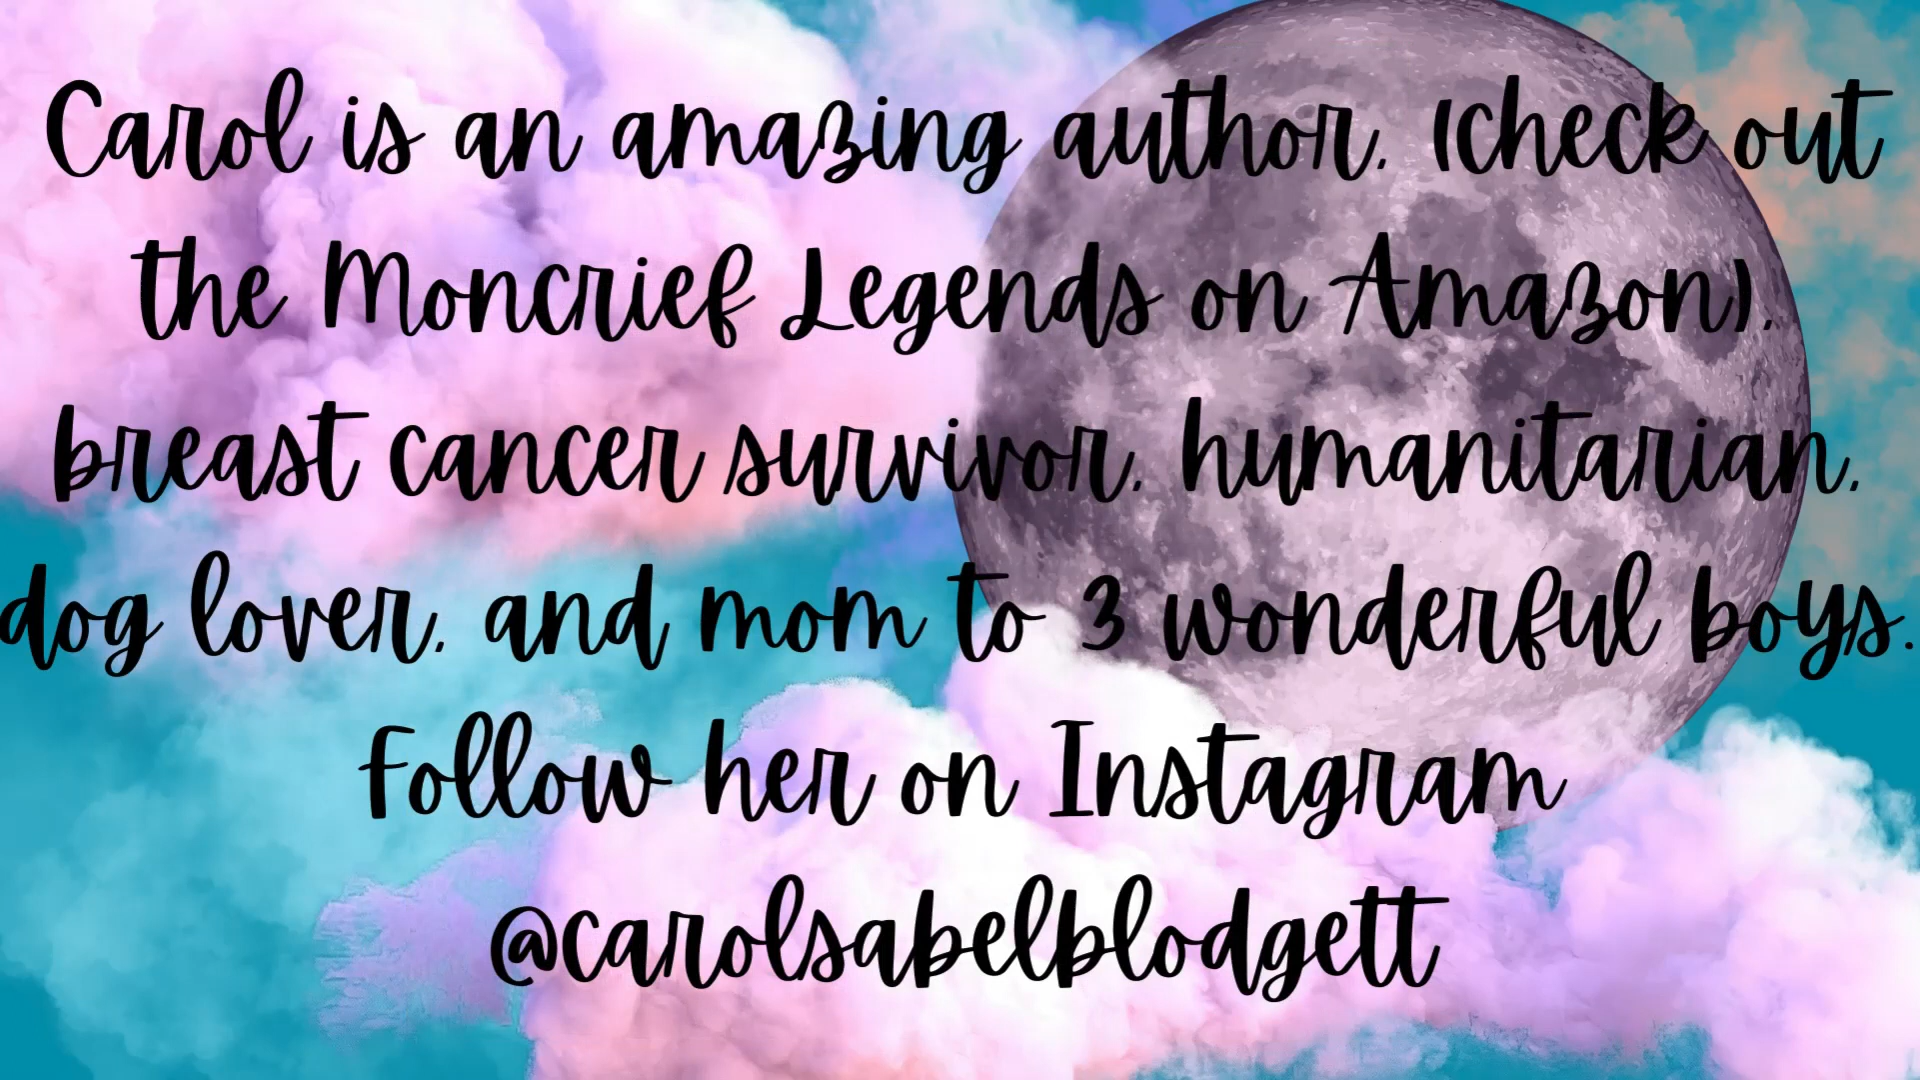 Carol is an amazing author, (check out
the Moncrief Legends on Amazon),
breast cancer survivor, humanitarian,
dog lover, and mom to 3 wonderful boys.
Follow her on Instagram
@carolsabelblodgett